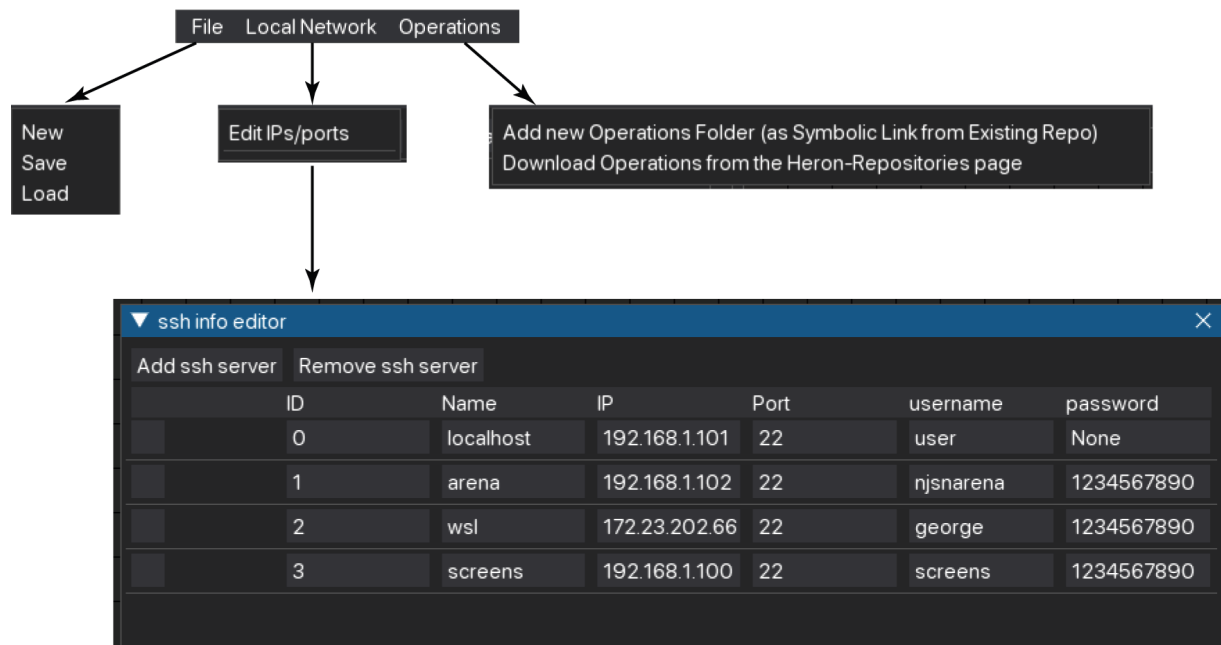 File Local Network Operations
New
Save
Load
Edit IPs/ports
Add new Operations Folder (as Symbolic Link from Existing Repo)
Download Operations from the Heron-Repositories page
ssh info editor
Add ssh server Remove ssh server
ID Name IP Port username password
0 localhost 192.168.1.101 22 user None
1 arena 192.168.1.102 22 njsnarena 1234567890
2 wsl 172.23.202.66 22 george 1234567890
3 screens 192.168.1.100 22 screens 1234567890